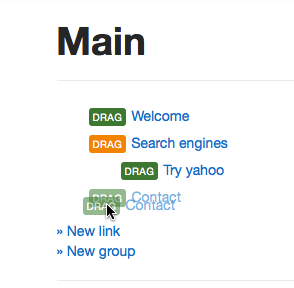 Main
DRAG Welcome
DRAG Search engines
DRAG Try yahoo
DRAG Contact
DRAG Contact
» New link
» New group